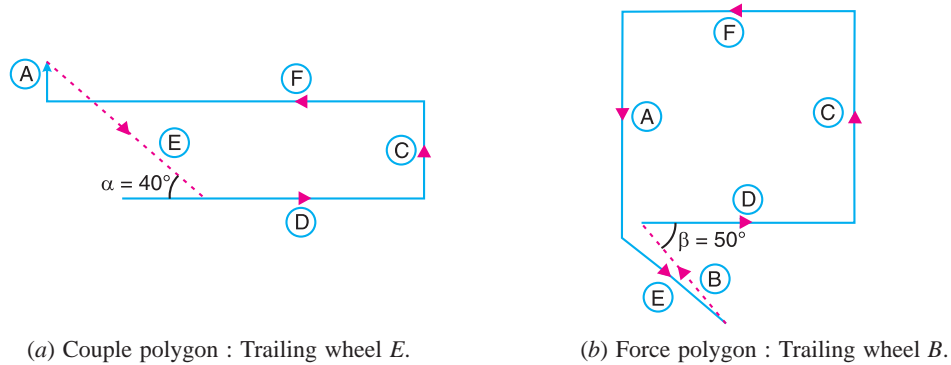 A
F
E
C
α = 40°
D
(a) Couple polygon : Trailing wheel E.
F
A
C
D
β = 50°
B
E
(b) Force polygon : Trailing wheel B.